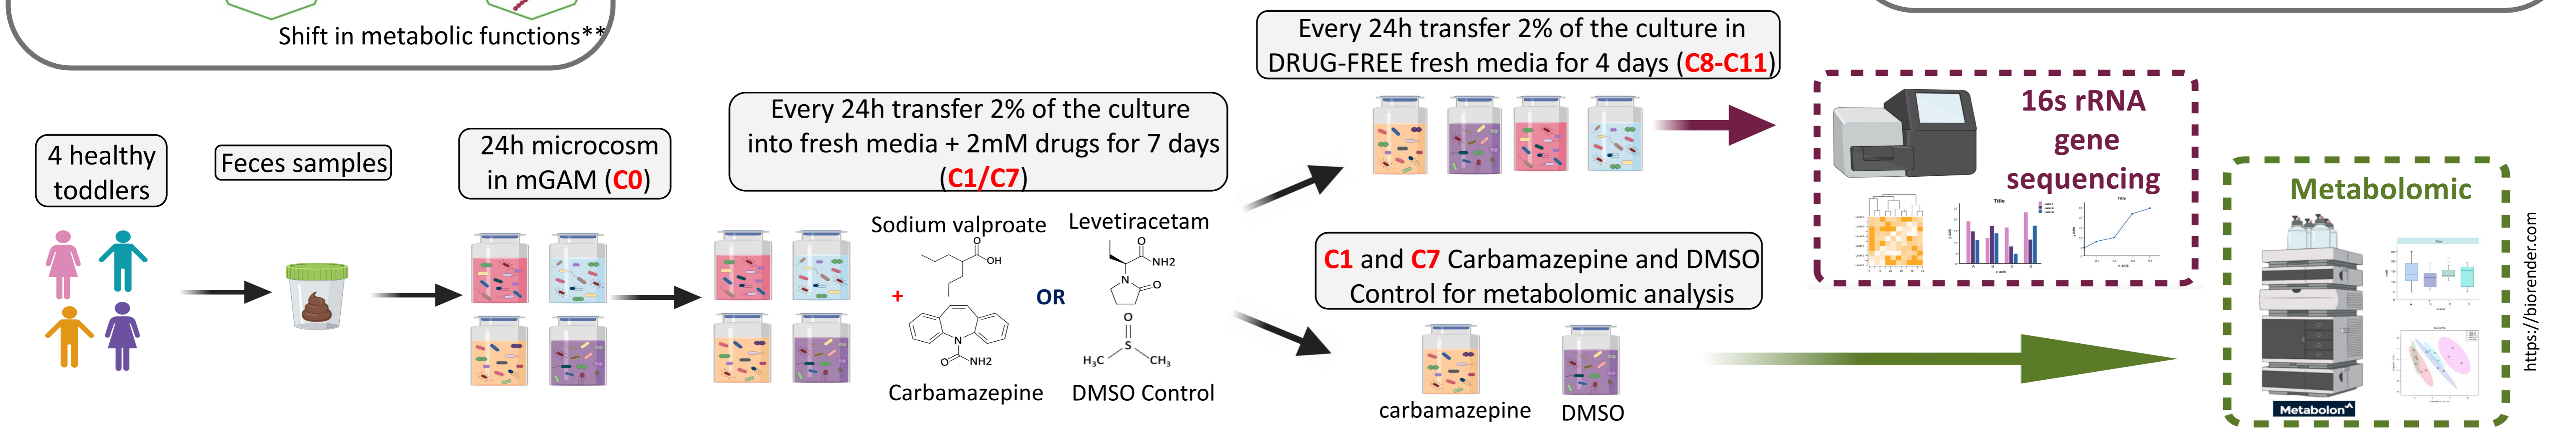 Shift in metabolic functions**
4 healthy
toddlers
Feces samples
24h microcosm
in mGAM (C0)
Every 24h transfer 2% of the culture
into fresh media + 2mM drugs for 7 days
(C1/C7)
Sodium valproate
O
OH
+
N
O
NH2
Carbamazepine
OR
Levetiracetam
O
NH2
N
O
O
S
H₃C
CH₃
DMSO Control
Every 24h transfer 2% of the culture in
DRUG-FREE fresh media for 4 days (C8-C11)
C1 and C7 Carbamazepine and DMSO
Control for metabolomic analysis
carbamazepine
DMSO
16s rRNA
gene
sequencing
Title
Title
Metabolomic
Metabolon
https://biorender.com